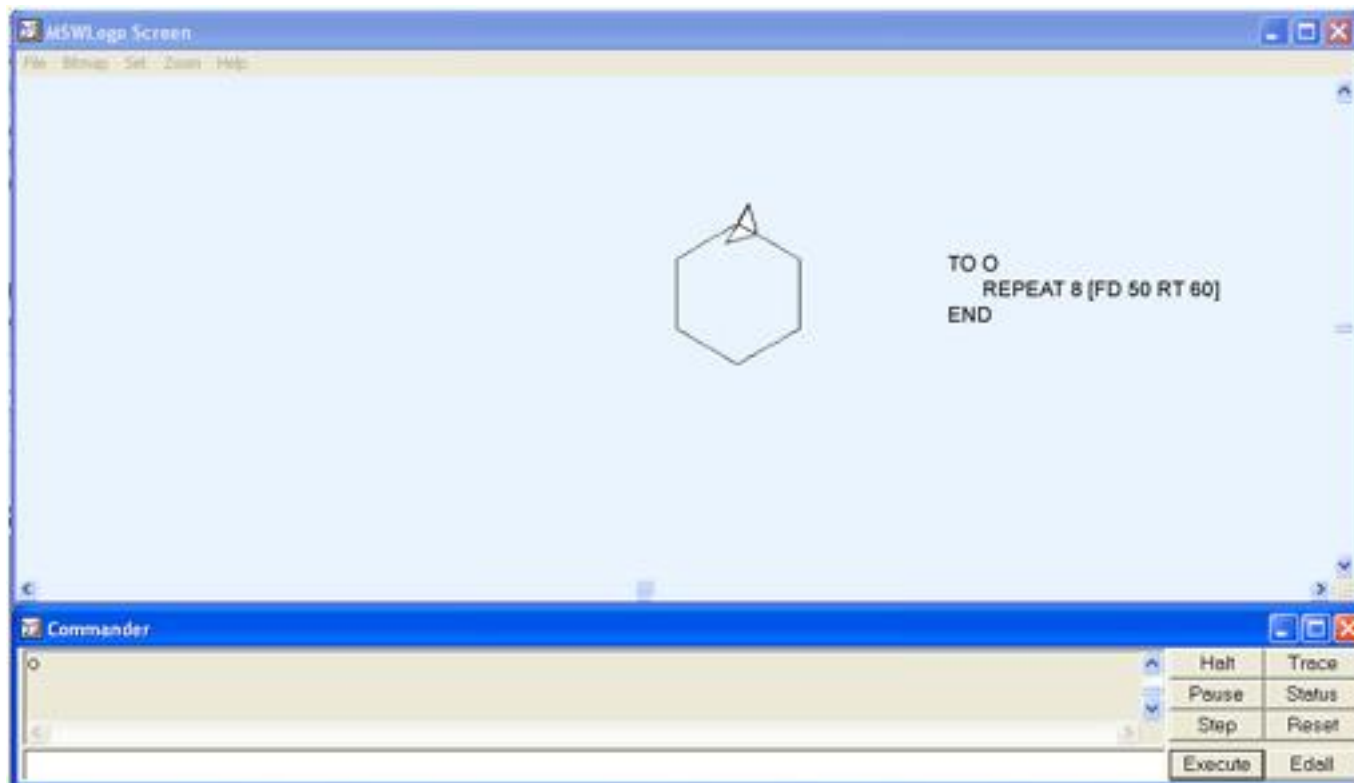 MSWLogo Screen
File Bitmap Set Zoom Help
TO O
REPEAT 8 [FD 50 RT 60]
END
Commander
o
Halt Trace
Pause Status
Step Reset
Execute Edall